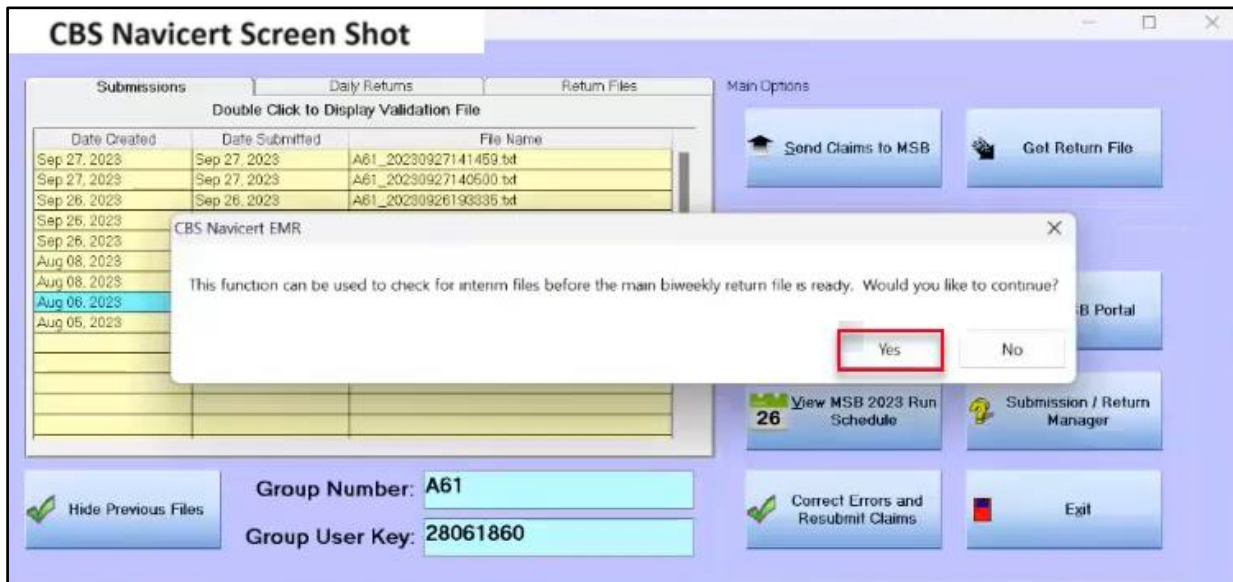 CBS Navicert Screen Shot
Submissions
Daily Returns
Return Files
Main Options
Double Click to Display Validation File
Date Created
Date Submitted
File Name
Sep 27, 2023
Sep 27, 2023
A61_20230927141459.txt
Sep 27, 2023
Sep 27, 2023
A61_20230927140500.txt
Sep 26, 2023
Sep 26, 2023
A61_20230926193335.txt
Sep 26, 2023
Sep 26, 2023
Aug 08, 2023
Aug 08, 2023
Aug 06, 2023
Aug 05, 2023
Send Claims to MSB
Get Return File
CBS Navicert EMR
This function can be used to check for interim files before the main biweekly return file is ready. Would you like to continue?
Yes
No
B Portal
26
View MSB 2023 Run
Schedule
Submission / Return
Manager
Hide Previous Files
Group Number: A61
Group User Key: 28061860
Correct Errors and
Resubmit Claims
Exit